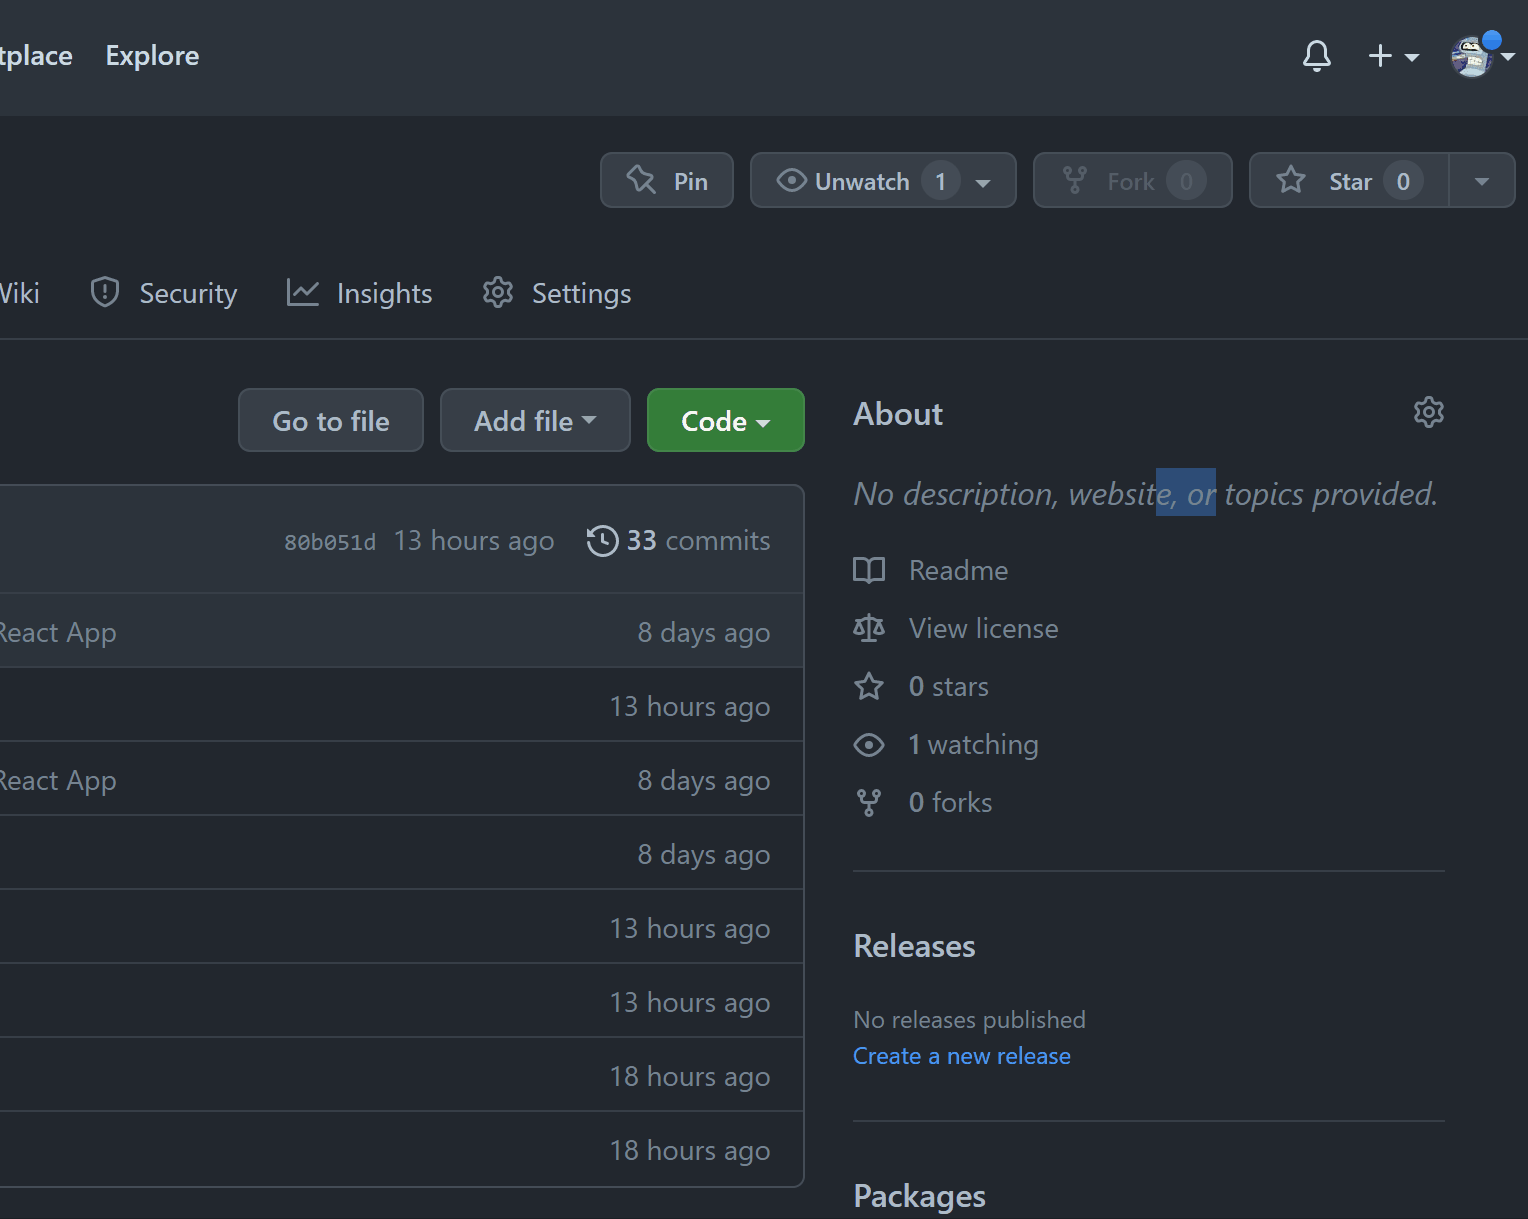 tplace Explore
Pin Unwatch 1 Fork 0 Star 0
Wiki Security Insights Settings
Go to file Add file Code
About
No description, website, or topics provided.
80b051d 13 hours ago 33 commits
React App 8 days ago
13 hours ago
React App 8 days ago
8 days ago
13 hours ago
13 hours ago
18 hours ago
18 hours ago
Readme
View license
0 stars
1 watching
0 forks
Releases
No releases published
Create a new release
Packages